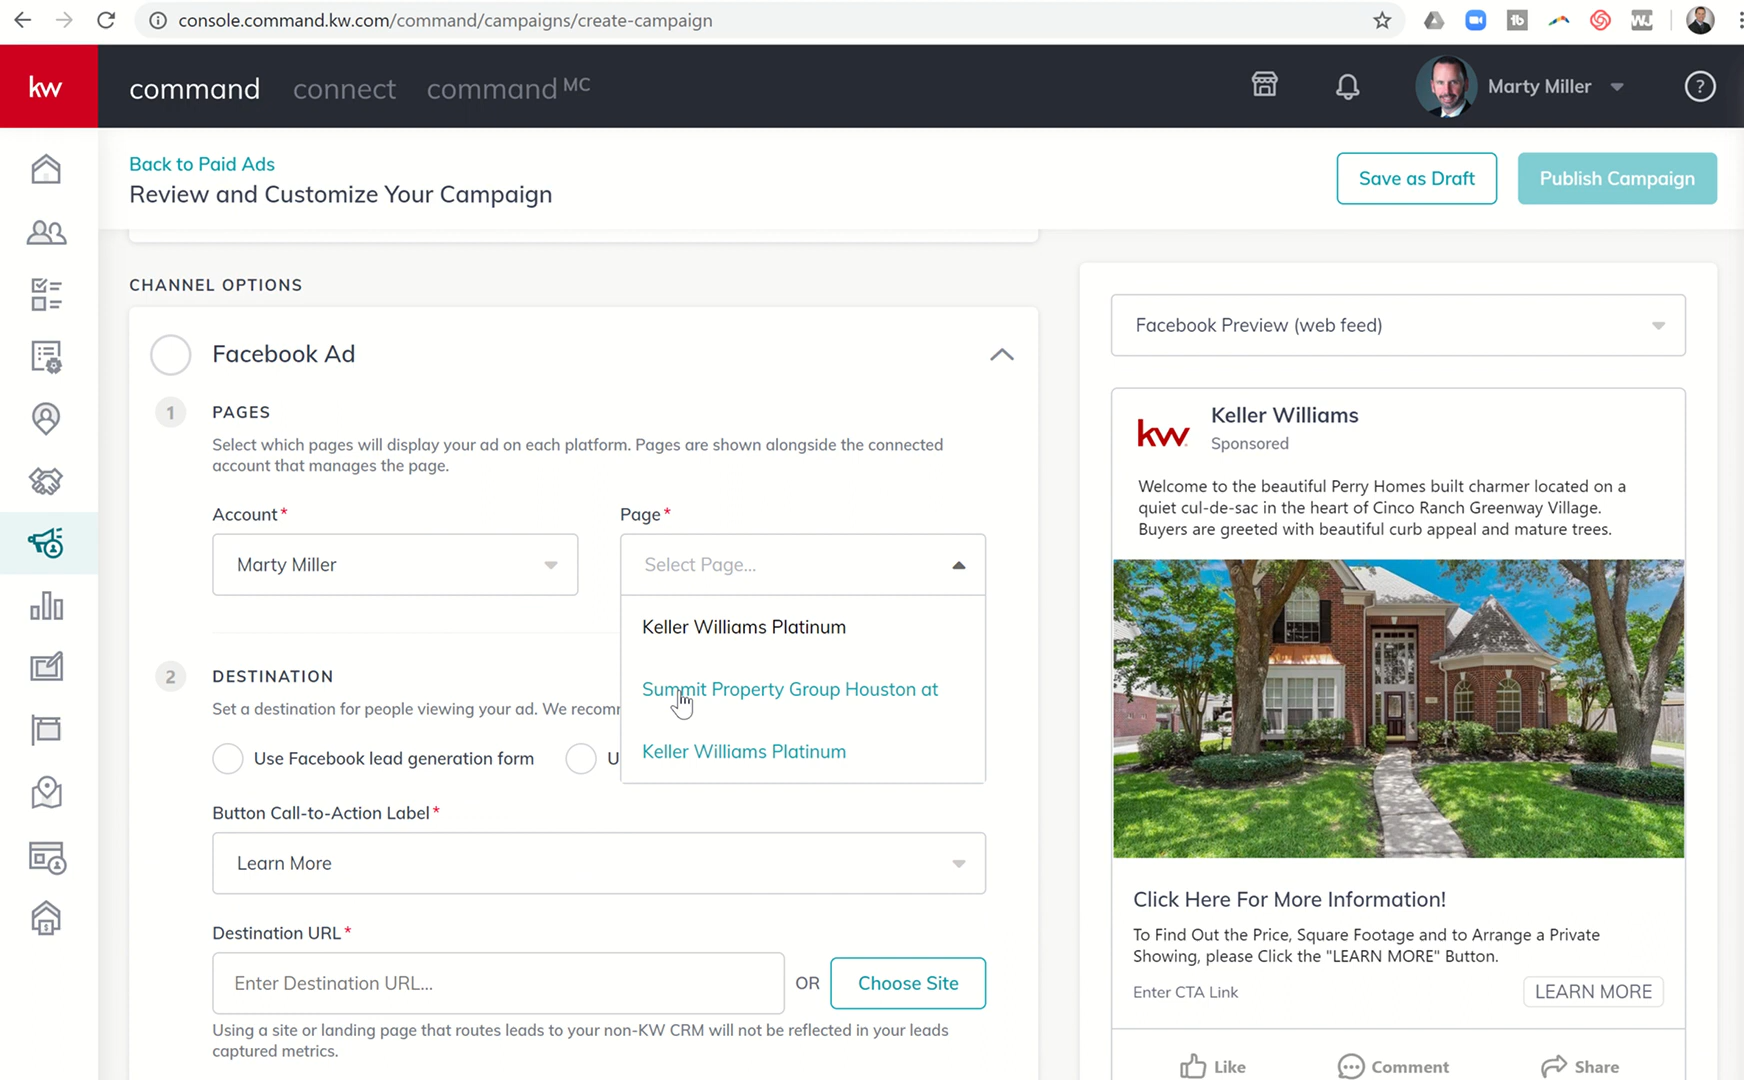 console.command.kw.com/command/campaigns/create-campaign
kw
command connect command MC
Marty Miller
?
Back to Paid Ads
Review and Customize Your Campaign
Save as Draft
Publish Campaign
CHANNEL OPTIONS
Facebook Ad
1 PAGES
Select which pages will display your ad on each platform. Pages are shown alongside the connected
account that manages the page.
Account*
Marty Miller
Page*
Select Page...
Keller Williams Platinum
Summit Property Group Houston at
Keller Williams Platinum
2 DESTINATION
Set a destination for people viewing your ad. We recomm
Use Facebook lead generation form
U
Button Call-to-Action Label*
Learn More
Destination URL*
Enter Destination URL...
OR
Choose Site
Using a site or landing page that routes leads to your non-KW CRM will not be reflected in your leads
captured metrics.
Facebook Preview (web feed)
kw
Keller Williams
Sponsored
Welcome to the beautiful Perry Homes built charmer located on a
quiet cul-de-sac in the heart of Cinco Ranch Greenway Village.
Buyers are greeted with beautiful curb appeal and mature trees.
Click Here For More Information!
To Find Out the Price, Square Footage and to Arrange a Private
Showing, please Click the "LEARN MORE" Button.
Enter CTA Link
LEARN MORE
Like
Comment
Share